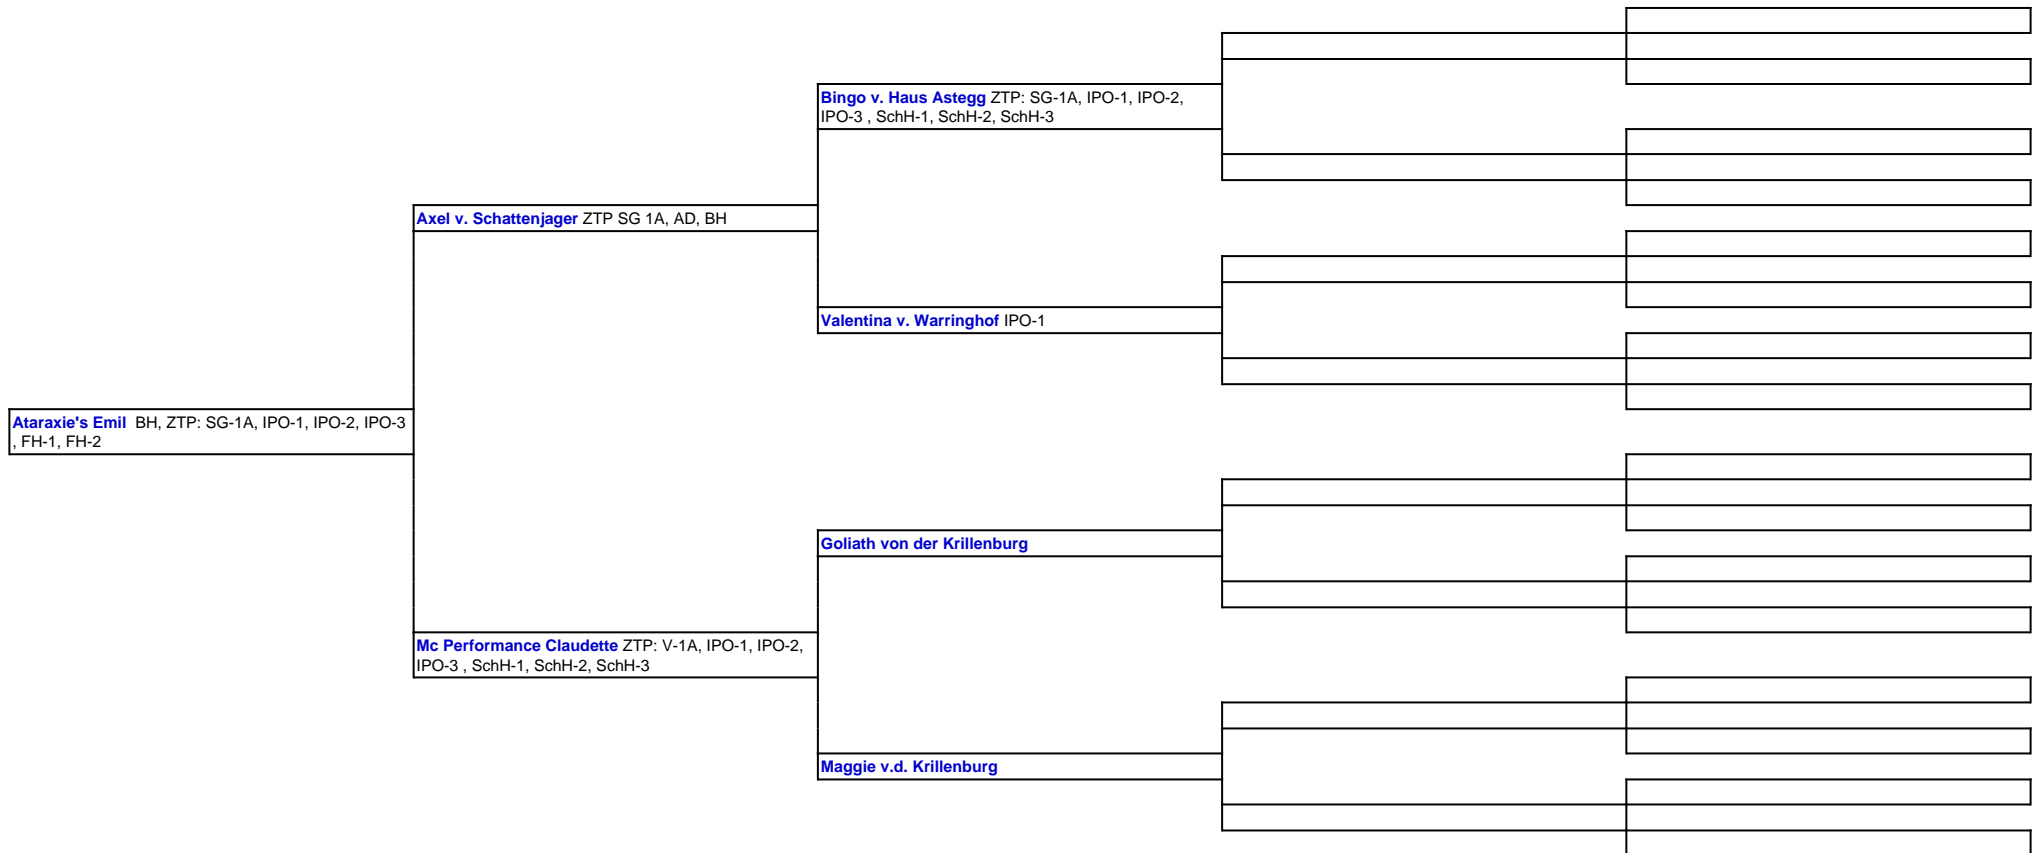 Bingo v. Haus Astegg ZTP: SG-1A, IPO-1, IPO-2,
IPO-3 , SchH-1, SchH-2, SchH-3
Axel v. Schattenjager ZTP SG 1A, AD, BH
Valentina v. Warringhof IPO-1
Ataraxie's Emil  BH, ZTP: SG-1A, IPO-1, IPO-2, IPO-3
, FH-1, FH-2
Goliath von der Krillenburg
Mc Performance Claudette ZTP: V-1A, IPO-1, IPO-2,
IPO-3 , SchH-1, SchH-2, SchH-3
Maggie v.d. Krillenburg